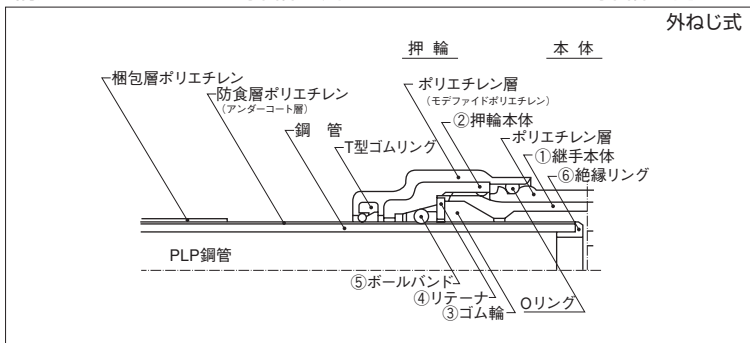 外ねじ式
押輪
本体
梱包層ポリエチレン
防食層ポリエチレン
(アンダーコート層)
鋼 管
T型ゴムリング
ポリエチレン層
(モデファイドポリエチレン)
②押輪本体
ポリエチレン層
①継手本体
⑥絶縁リング
PLP鋼管
⑤ボールバンド
④リテーナ
③ゴム輪
Oリング